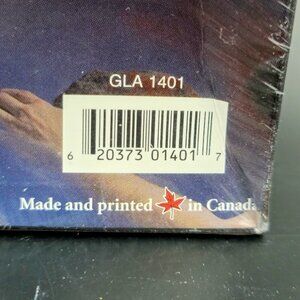 GLA 1401
6 20373 01401 7
Made and printed in Canada